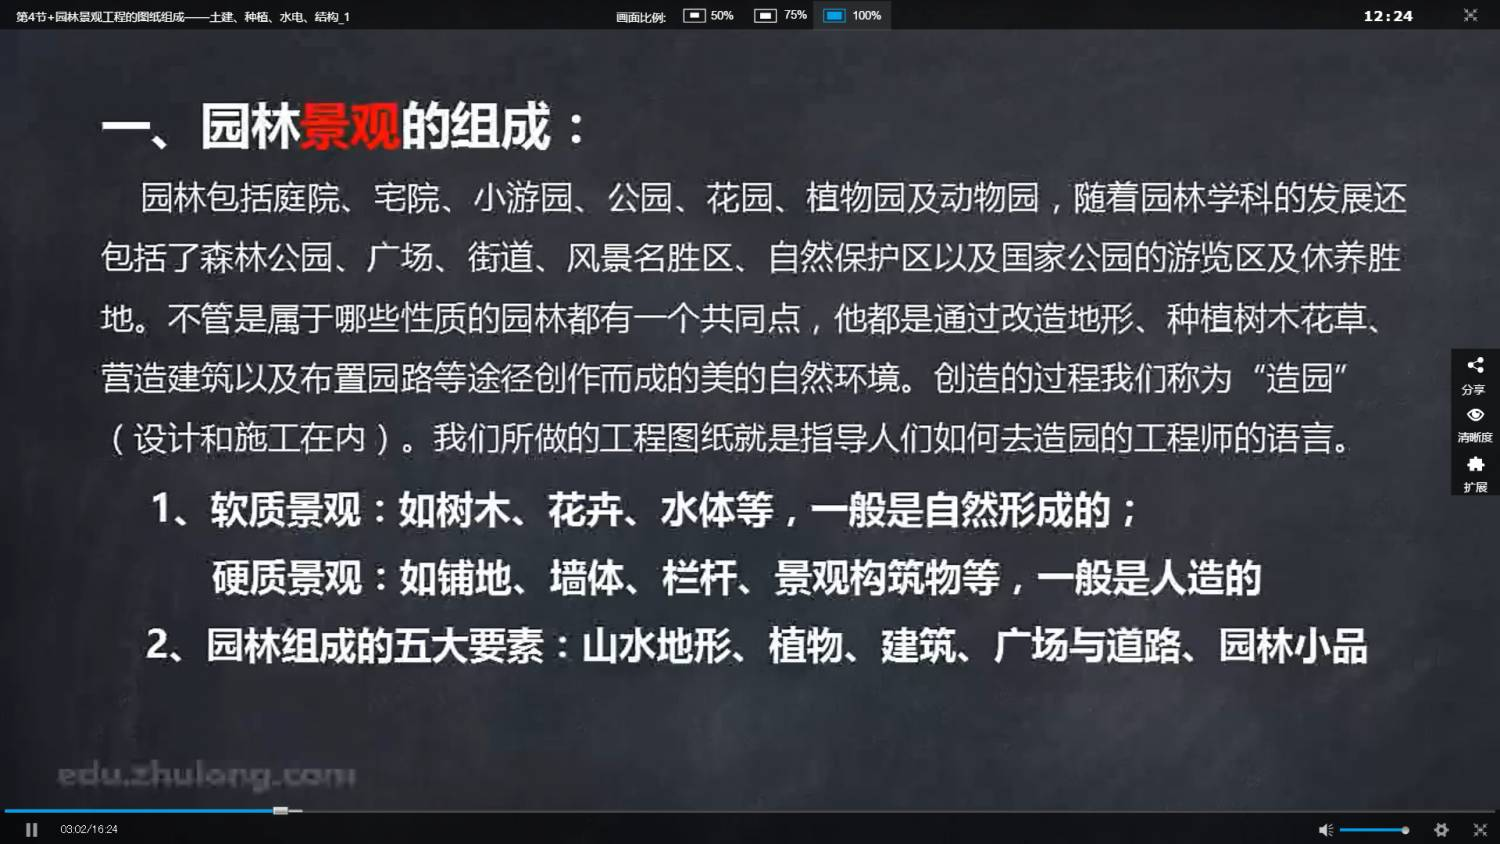 第4节+园林景观工程的图纸组成——土建、种植、水电、结构_1
画面比例: 50% 75% 100%
12:24
一、园林景观的组成：
园林包括庭院、宅院、小游园、公园、花园、植物园及动物园，随着园林学科的发展还
包括了森林公园、广场、街道、风景名胜区、自然保护区以及国家公园的游览区及休养胜
地。不管是属于哪些性质的园林都有一个共同点，他都是通过改造地形、种植树木花草、
营造建筑以及布置园路等途径创作而成的美的自然环境。创造的过程我们称为“造园”
（设计和施工在内）。我们所做的工程图纸就是指导人们如何去造园的工程师的语言。
1、软质景观：如树木、花卉、水体等，一般是自然形成的；
硬质景观：如铺地、墙体、栏杆、景观构筑物等，一般是人造的
2、园林组成的五大要素：山水地形、植物、建筑、广场与道路、园林小品
分享
清晰度
扩展
edu.zhulong.com
03:02/16:24